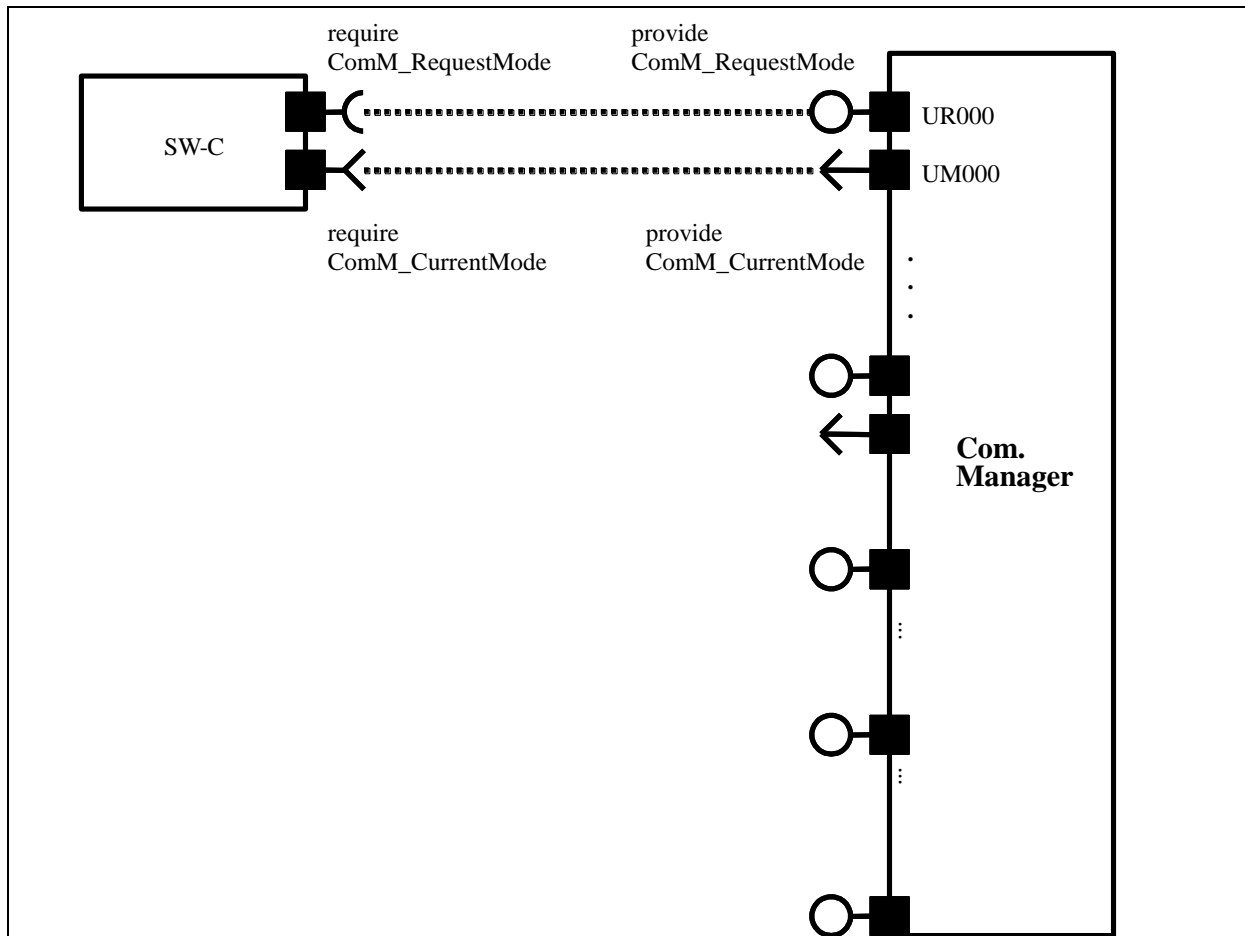 require
ComM_RequestMode
provide
ComM_RequestMode
SW-C
UR000
UM000
require
ComM_CurrentMode
provide
ComM_CurrentMode
.
.
.
Com.
Manager
...
...